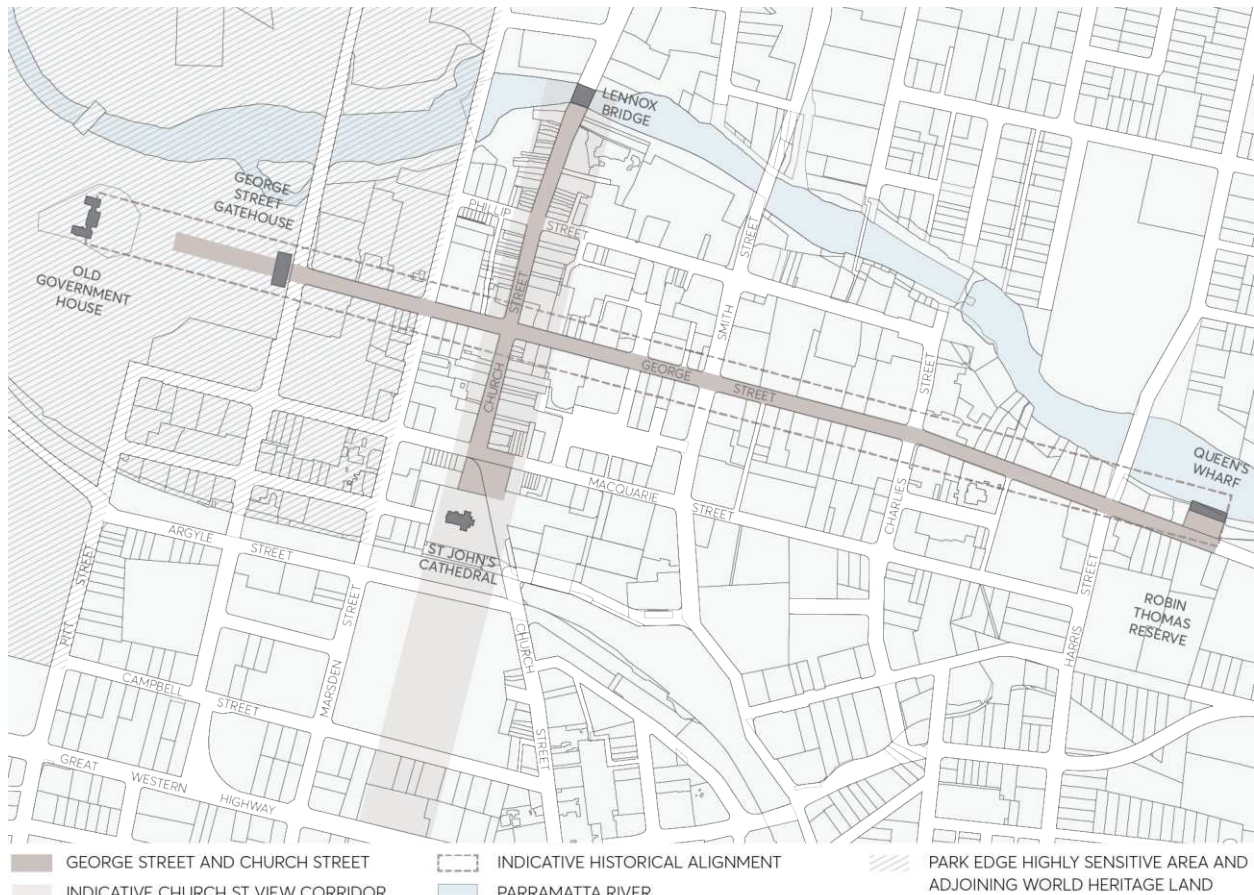 LENNOX
BRIDGE
GEORGE
STREET
GATEHOUSE
OLD
GOVERNMENT
HOUSE
PHILLIP
STREET
STREET
CHURCH
SMITH
STREET
GEORGE
STREET
STREET
CHARLES
QUEEN'S
WHARF
MACQUARIE
STREET
ST JOHN'S
CATHEDRAL
ARGYLE
STREET
PITT
STREET
MARSDEN
STREET
CHURCH
STREET
HARRIS
STREET
ROBIN
THOMAS
RESERVE
CAMPBELL
STREET
GREAT
WESTERN
HIGHWAY
GEORGE STREET AND CHURCH STREET
INDICATIVE CHURCH ST VIEW CORRIDOR
INDICATIVE HISTORICAL ALIGNMENT
PARRAMATTA RIVER
PARK EDGE HIGHLY SENSITIVE AREA AND
ADJOINING WORLD HERITAGE LAND